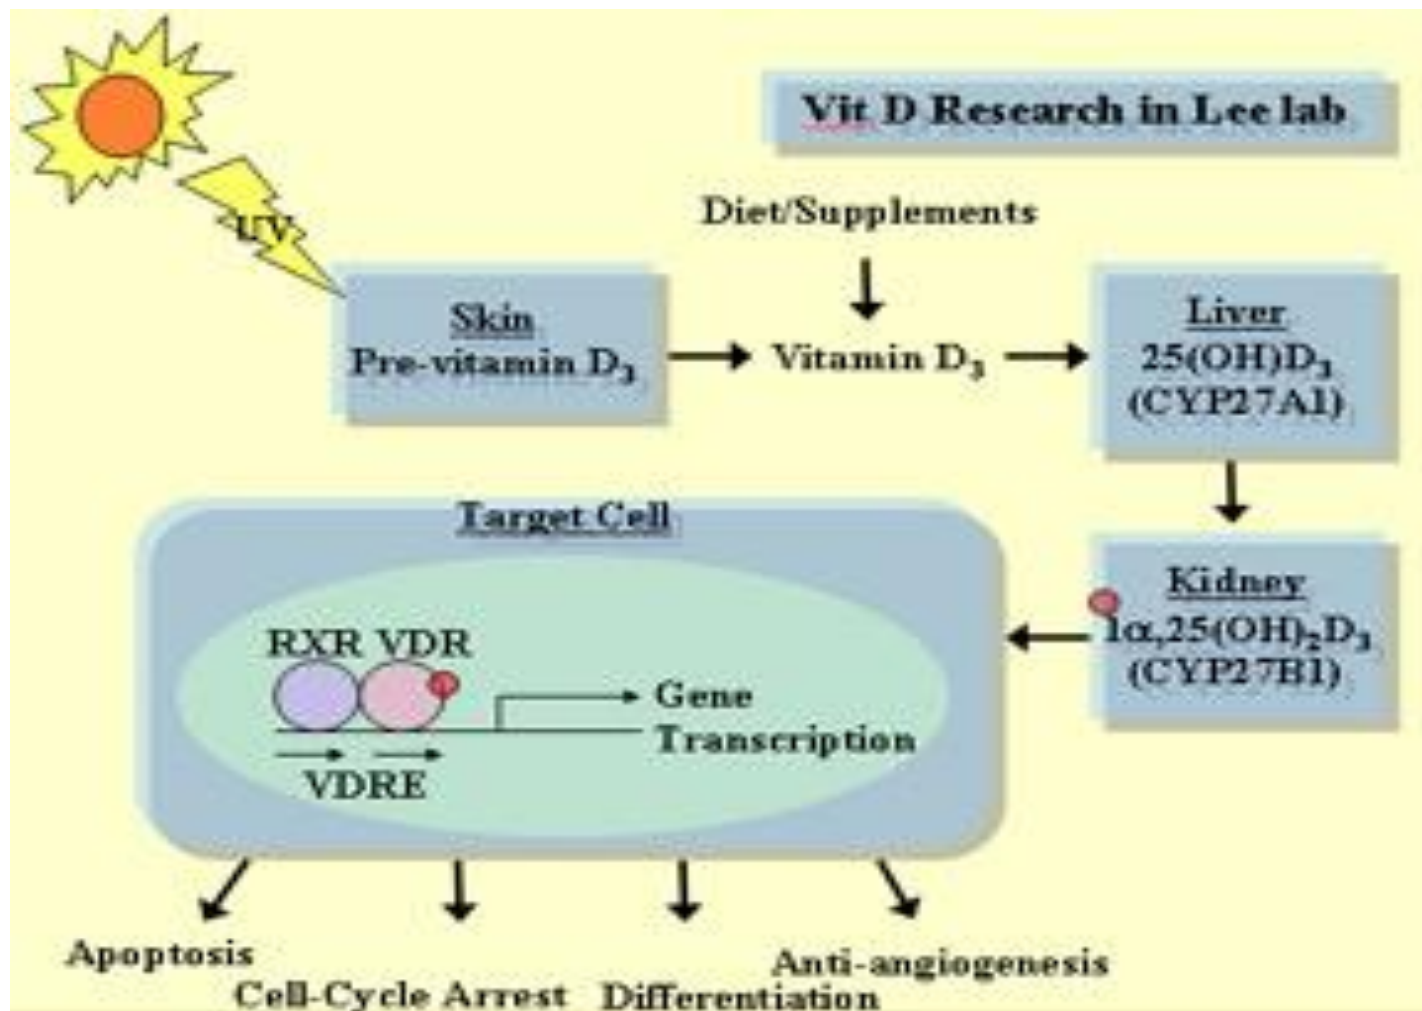 Vit D Research in Lee lab
UV
Diet/Supplements
Skin
Pre-vitamin D₃
Vitamin D₃
Liver
25(OH)D₃
(CYP27A1)
Target Cell
Kidney
1α,25(OH)₂D₃
(CYP27B1)
RXR VDR
Gene
Transcription
VDRE
Apoptosis
Cell-Cycle Arrest
Differentiation
Anti-angiogenesis